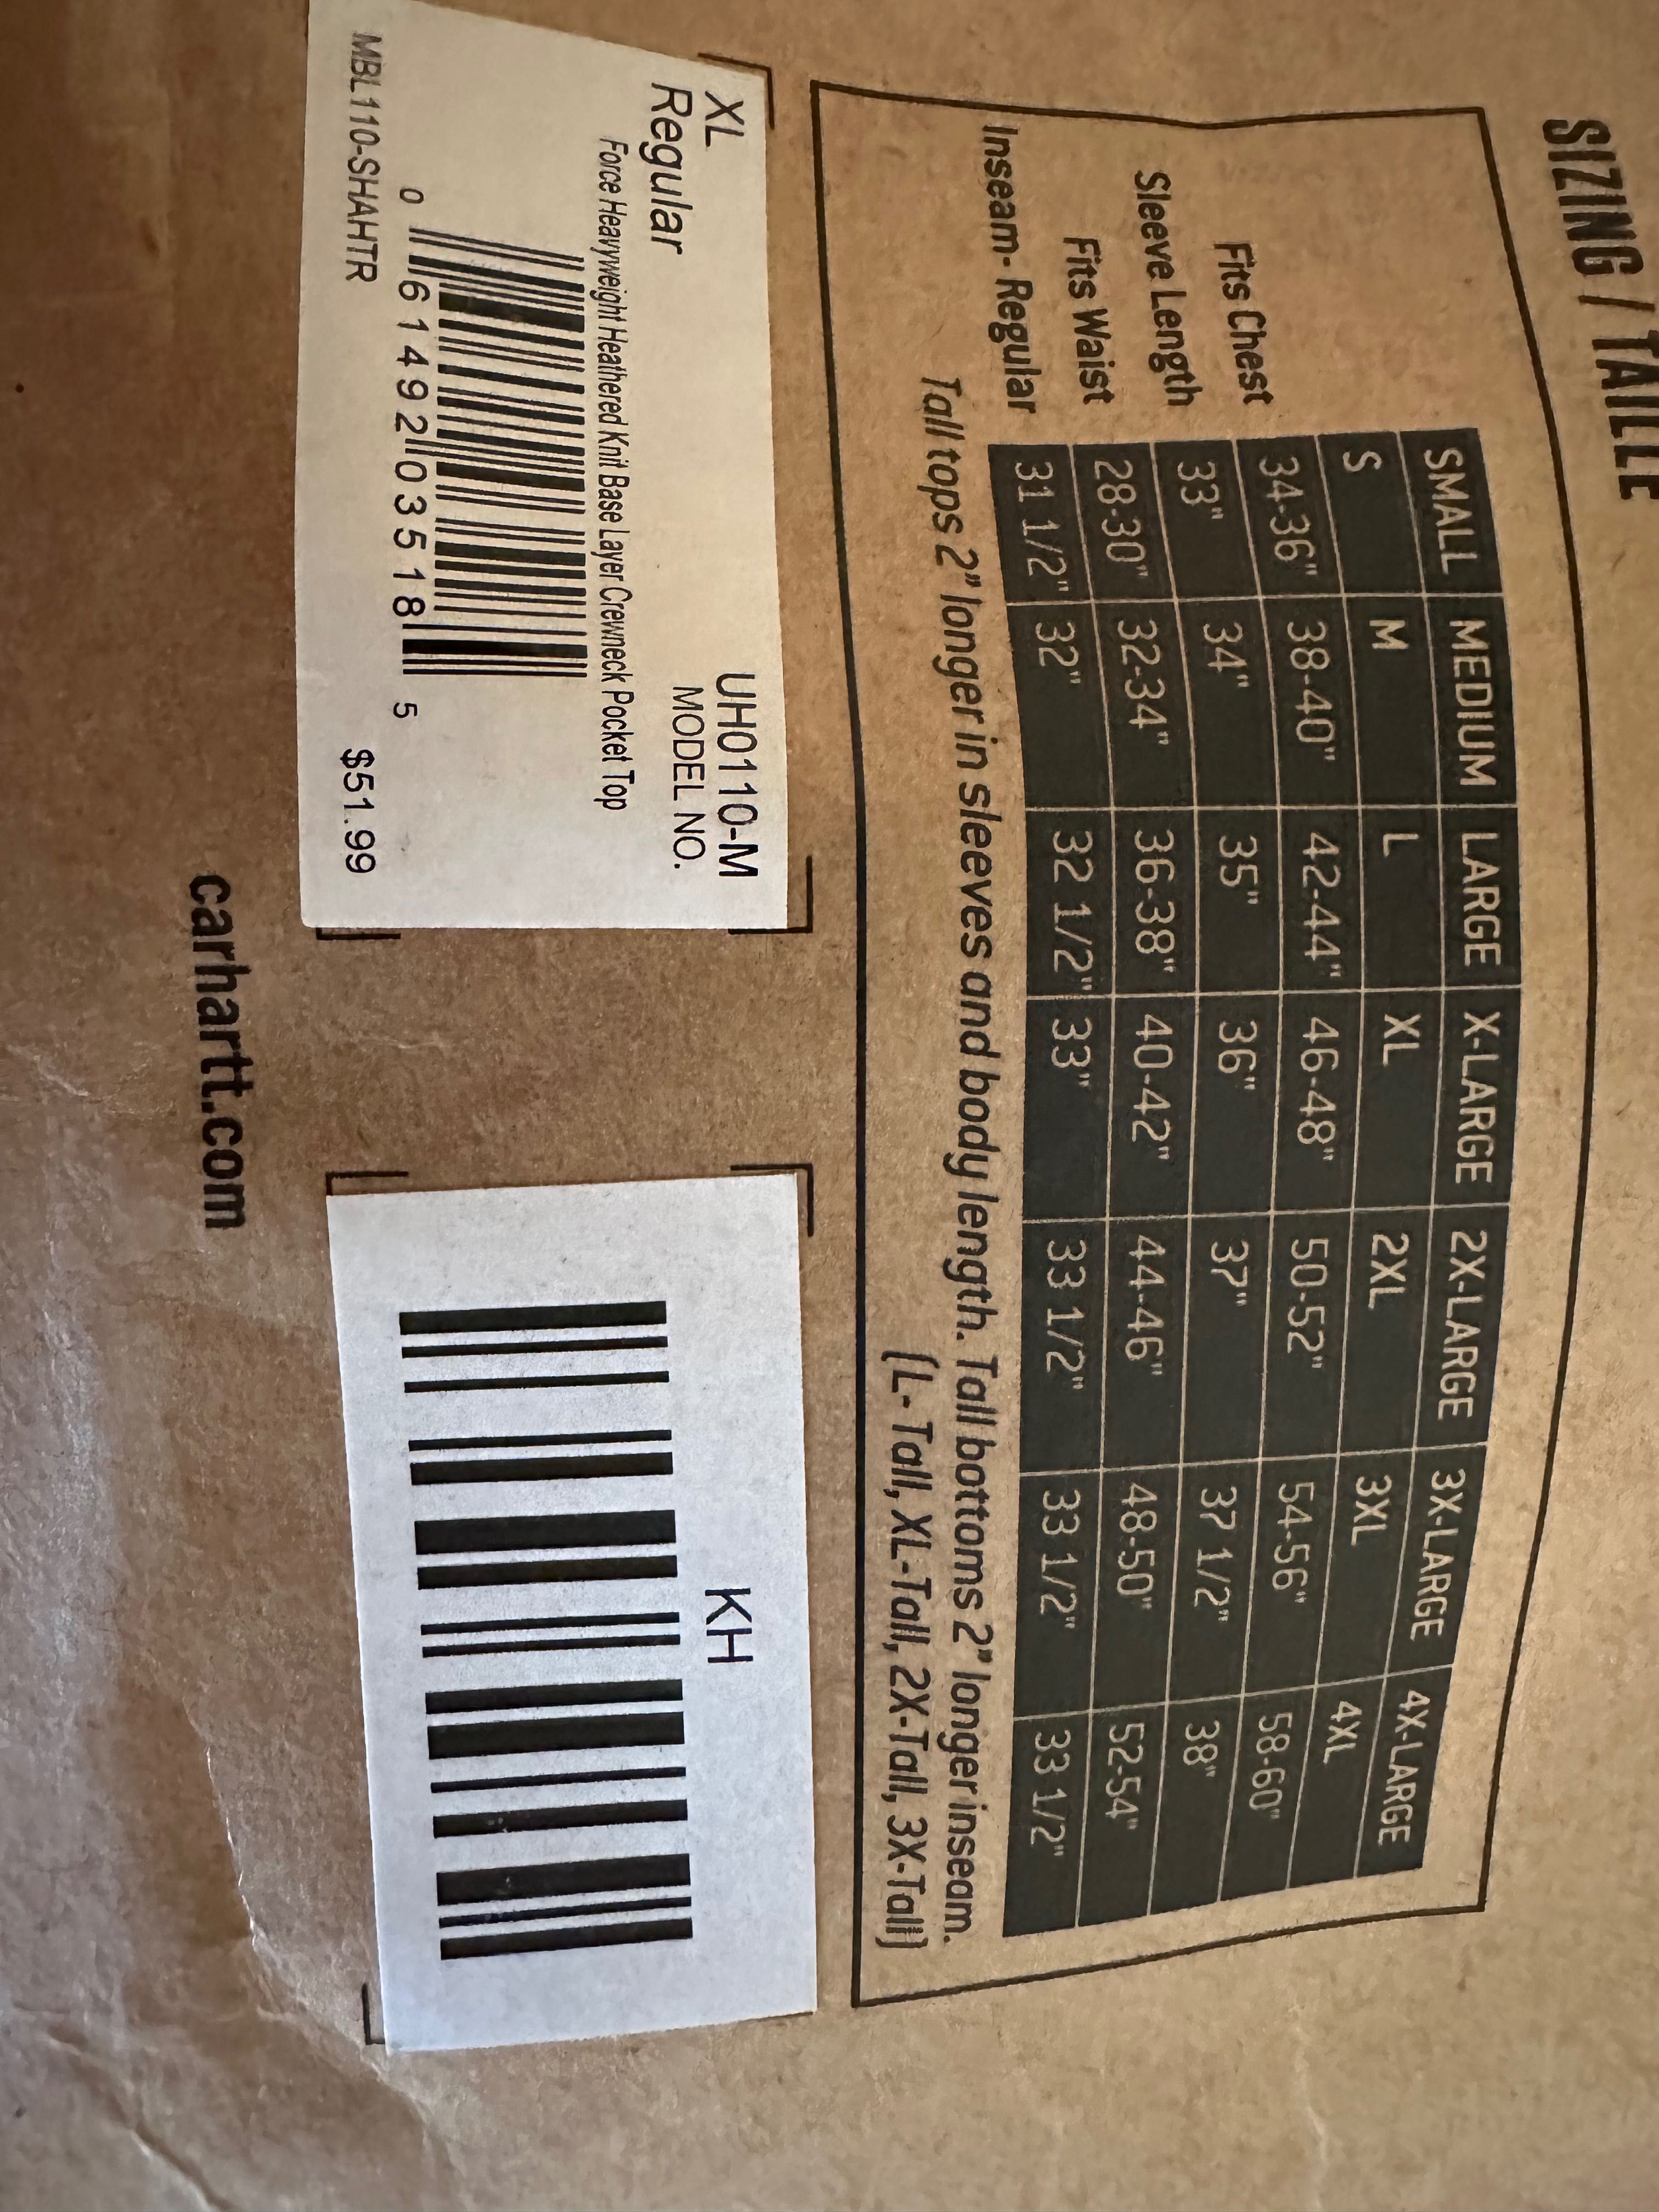 SIZING / TAILLE
SMALL MEDIUM LARGE X-LARGE 2X-LARGE 3X-LARGE 4X-LARGE
S M L XL 2XL 3XL 4XL
Fits Chest 34-36" 38-40" 42-44" 46-48" 50-52" 54-56" 58-60"
Sleeve Length 33" 34" 35" 36" 37" 37 1/2" 38"
Fits Waist 28-30" 32-34" 36-38" 40-42" 44-46" 48-50" 52-54"
Inseam- Regular 31 1/2" 32" 32 1/2" 33" 33 1/2" 33 1/2" 33 1/2"
Tall tops 2" longer in sleeves and body length. Tall bottoms 2" longer inseam.
(L- Tall, XL-Tall, 2X-Tall, 3X-Tall)
XL UH0110-M
Regular MODEL NO.
Force Heavyweight Heathered Knit Base Layer Crewneck Pocket Top
0 61492 03518 5
MBL110-SHAHTR $51.99
KH
carhartt.com